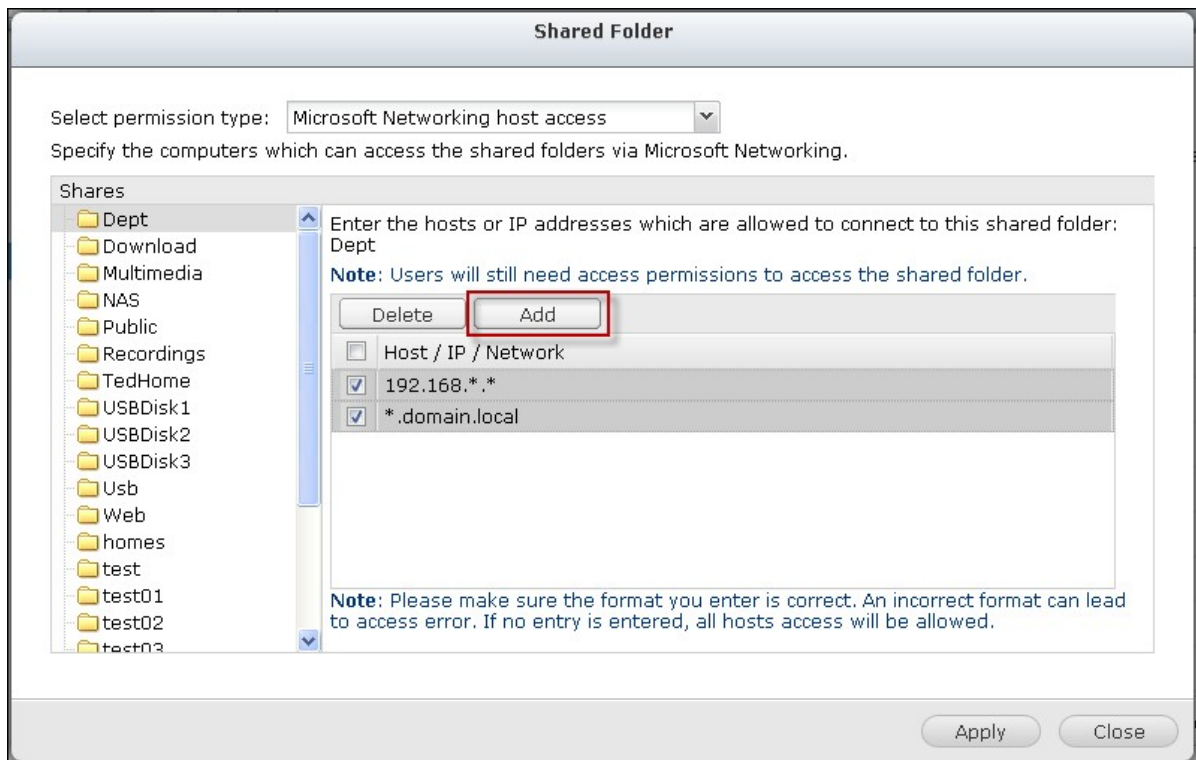 Shared Folder
Select permission type: Microsoft Networking host access
Specify the computers which can access the shared folders via Microsoft Networking.
Shares
Dept
Download
Multimedia
NAS
Public
Recordings
TedHome
USBDisk1
USBDisk2
USBDisk3
Usb
Web
homes
test
test01
test02
test03
Enter the hosts or IP addresses which are allowed to connect to this shared folder:
Dept
Note: Users will still need access permissions to access the shared folder.
Delete Add
Host / IP / Network
192.168.*.*
*.domain.local
Note: Please make sure the format you enter is correct. An incorrect format can lead
to access error. If no entry is entered, all hosts access will be allowed.
Apply Close